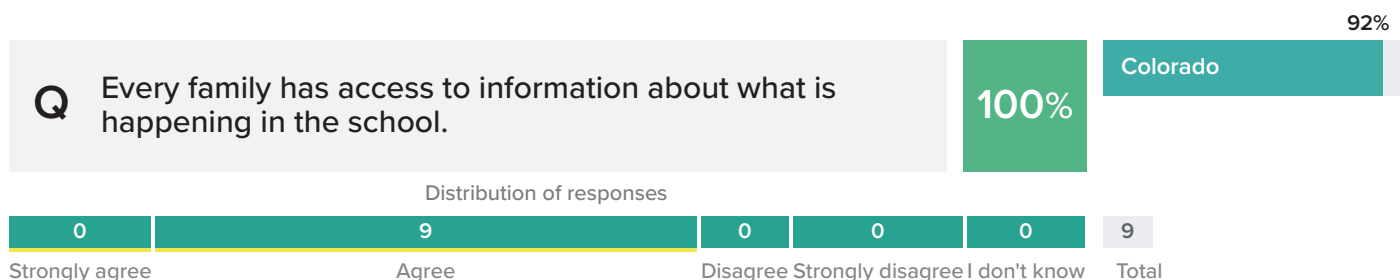 92%
Q Every family has access to information about what is
happening in the school.
100%
Colorado
Distribution of responses
0 9 0 0 0 9
Strongly agree Agree Disagree Strongly disagree I don't know Total